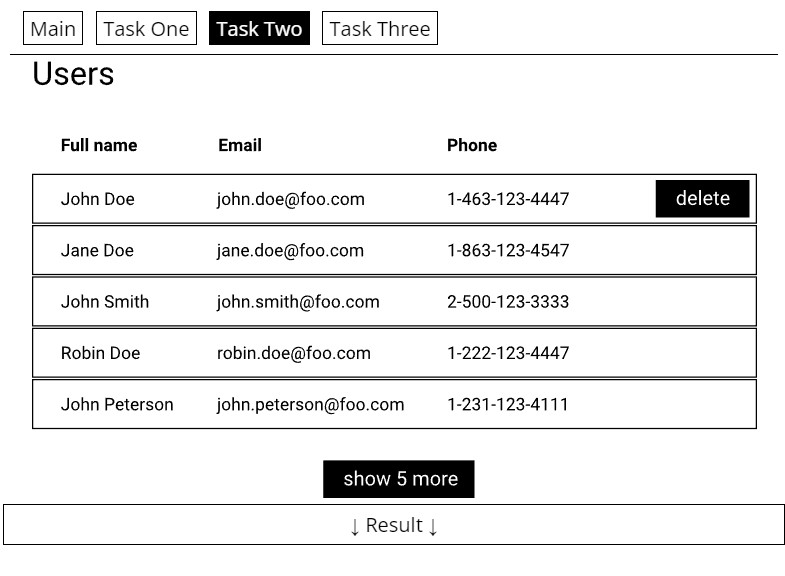 Main Task One Task Two Task Three
Users
Full name Email Phone
John Doe john.doe@foo.com 1-463-123-4447 delete
Jane Doe jane.doe@foo.com 1-863-123-4547
John Smith john.smith@foo.com 2-500-123-3333
Robin Doe robin.doe@foo.com 1-222-123-4447
John Peterson john.peterson@foo.com 1-231-123-4111
show 5 more
↓ Result ↓